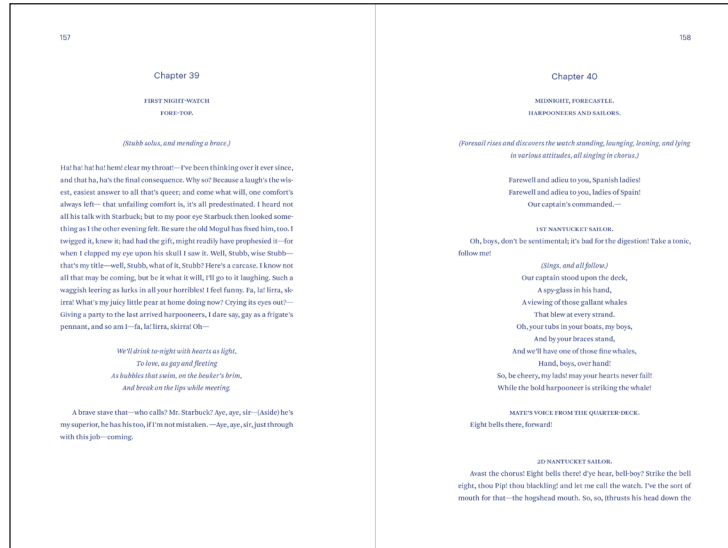 157
Chapter 39
FIRST NIGHT-WATCH
FORE-TOP.
(Stubb solus, and mending a brace.)
Ha! ha! ha! ha! hem! clear my throat!—I've been thinking over it ever since,
and that ha, ha's the final consequence. Why so? Because a laugh's the wis-
est, easiest answer to all that's queer; and come what will, one comfort's
always left— that unfailing comfort is, it's all predestinated. I heard not
all his talk with Starbuck; but to my poor eye Starbuck then looked some-
thing as I the other evening felt. Be sure the old Mogul has fixed him, too. I
twigged it, knew it; had had the gift, might readily have prophesied it—for
when I clapped my eye upon his skull I saw it. Well, Stubb, wise Stubb—
that's my title—well, Stubb, what of it, Stubb? Here's a carcase. I know not
all that may be coming, but be it what it will, I'll go to it laughing. Such a
waggish leering as lurks in all your horribles! I feel funny. Fa, la! lirra, sk-
irra! What's my juicy little pear at home doing now? Crying its eyes out?—
Giving a party to the last arrived harpooneers, I dare say, gay as a frigate's
pennant, and so am I—fa, la! lirra, skirra! Oh—
We'll drink to-night with hearts as light,
To love, as gay and fleeting
As bubbles that swim, on the beaker's brim,
And break on the lips while meeting.
A brave stave that—who calls? Mr. Starbuck? Aye, aye, sir—(Aside) he's
my superior, he has his too, if I'm not mistaken. —Aye, aye, sir, just through
with this job—coming.
158
Chapter 40
MIDNIGHT, FORECASTLE.
HARPOONEERS AND SAILORS.
(Foresail rises and discovers the watch standing, lounging, leaning, and lying
in various attitudes, all singing in chorus.)
Farewell and adieu to you, Spanish ladies!
Farewell and adieu to you, ladies of Spain!
Our captain's commanded.—
1ST NANTUCKET SAILOR.
Oh, boys, don't be sentimental; it's bad for the digestion! Take a tonic,
follow me!
(Sings, and all follow.)
Our captain stood upon the deck,
A spy-glass in his hand,
A viewing of those gallant whales
That blew at every strand.
Oh, your tubs in your boats, my boys,
And by your braces stand,
And we'll have one of those fine whales,
Hand, boys, over hand!
So, be cheery, my lads! may your hearts never fail!
While the bold harpooneer is striking the whale!
MATE'S VOICE FROM THE QUARTER-DECK.
Eight bells there, forward!
2D NANTUCKET SAILOR.
Avast the chorus! Eight bells there! d'ye hear, bell-boy? Strike the bell
eight, thou Pip! thou blackling! and let me call the watch. I've the sort of
mouth for that—the hogshead mouth. So, so, (thrusts his head down the